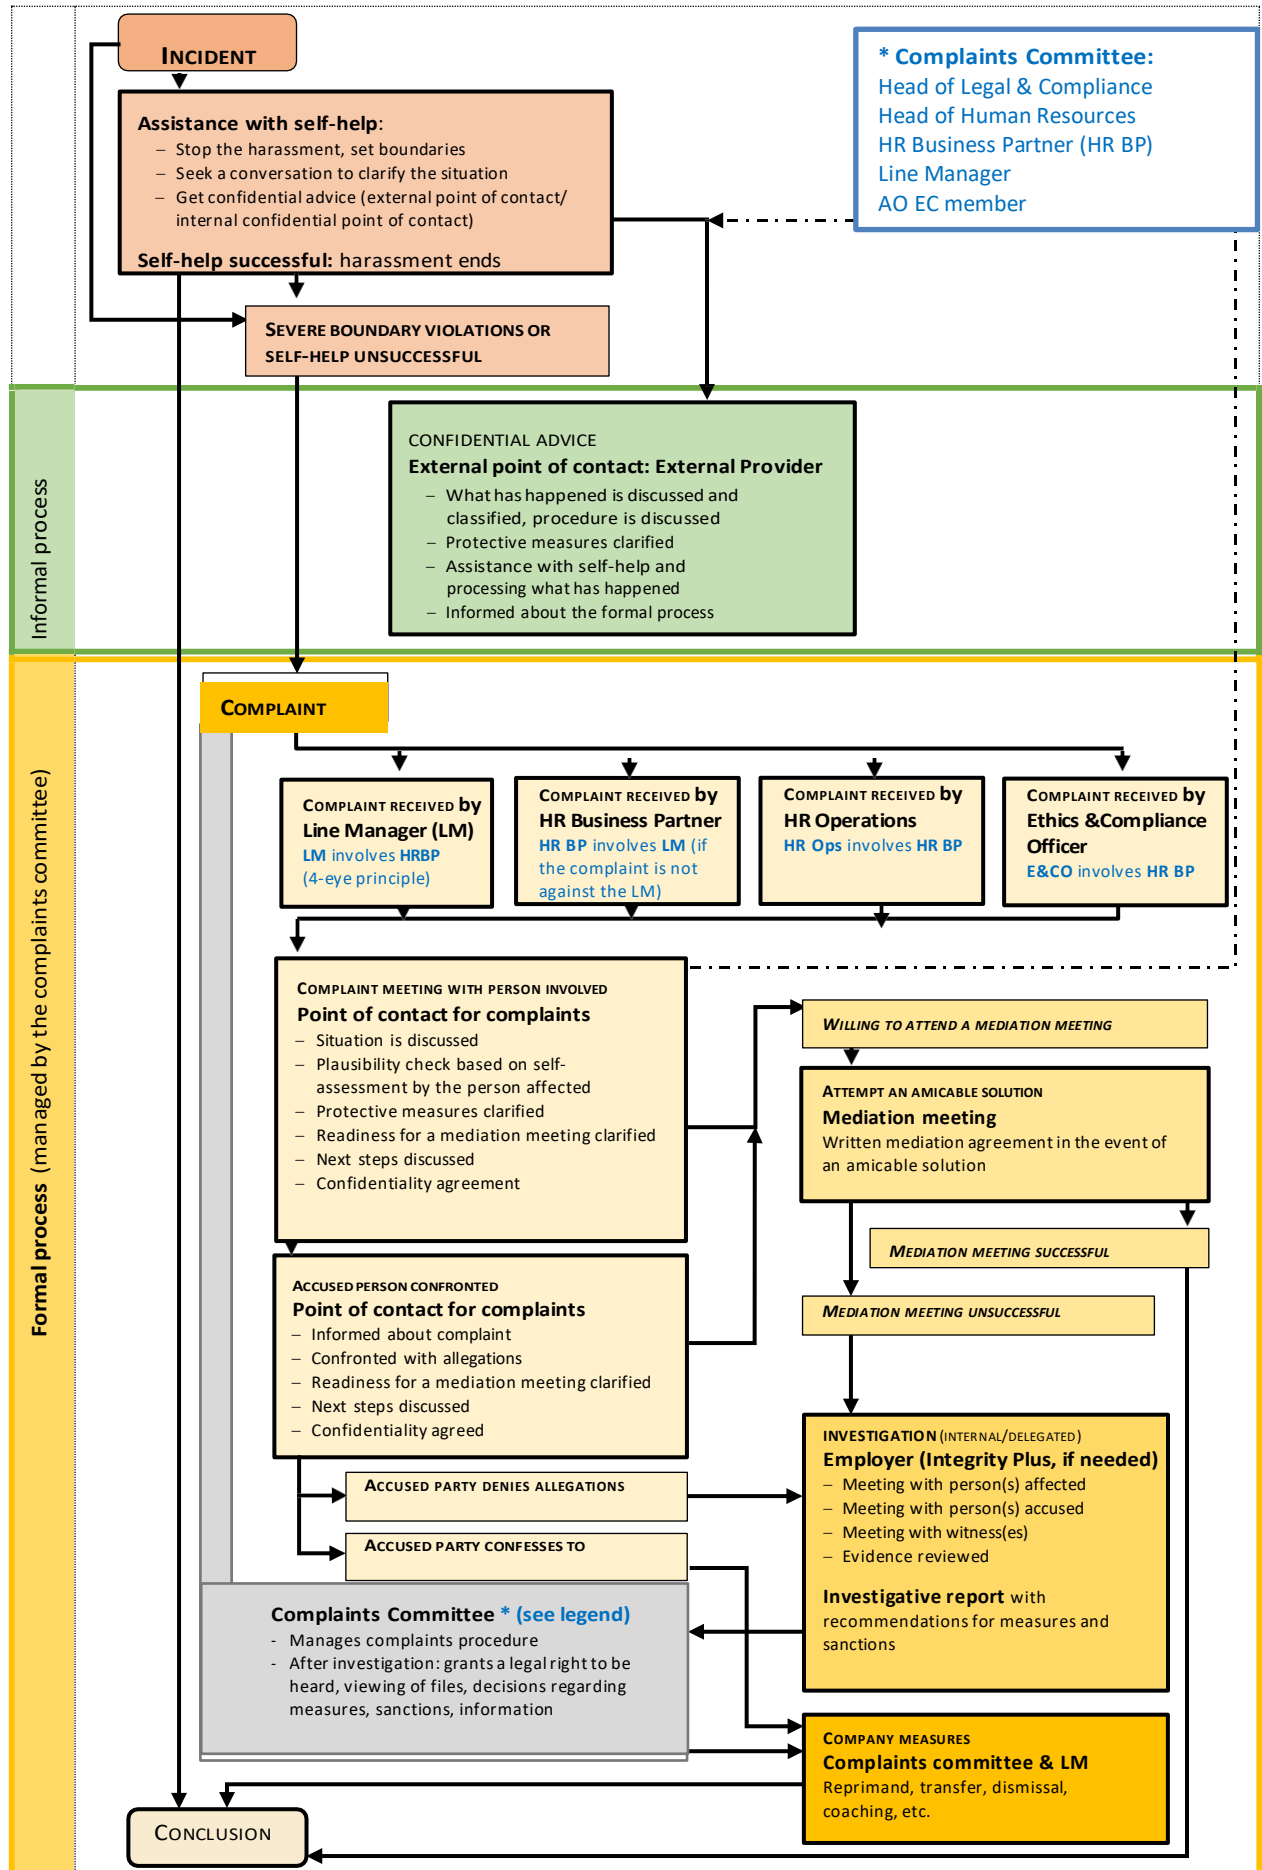 INCIDENT
* Complaints Committee:
Head of Legal & Compliance
Head of Human Resources
HR Business Partner (HR BP)
Line Manager
AO EC member
Assistance with self-help:
– Stop the harassment, set boundaries
– Seek a conversation to clarify the situation
– Get confidential advice (external point of contact/
internal confidential point of contact)
Self-help successful: harassment ends
SEVERE BOUNDARY VIOLATIONS OR
SELF-HELP UNSUCCESSFUL
Informal process
CONFIDENTIAL ADVICE
External point of contact: External Provider
– What has happened is discussed and
classified, procedure is discussed
– Protective measures clarified
– Assistance with self-help and
processing what has happened
– Informed about the formal process
Formal process (managed by the complaints committee)
COMPLAINT
COMPLAINT RECEIVED by
Line Manager (LM)
LM involves HRBP
(4-eye principle)
COMPLAINT RECEIVED by
HR Business Partner
HR BP involves LM (if
the complaint is not
against the LM)
COMPLAINT RECEIVED by
HR Operations
HR Ops involves HR BP
COMPLAINT RECEIVED by
Ethics &Compliance
Officer
E&CO involves HR BP
COMPLAINT MEETING WITH PERSON INVOLVED
Point of contact for complaints
– Situation is discussed
– Plausibility check based on self-
assessment by the person affected
– Protective measures clarified
– Readiness for a mediation meeting clarified
– Next steps discussed
– Confidentiality agreement
WILLING TO ATTEND A MEDIATION MEETING
ATTEMPT AN AMICABLE SOLUTION
Mediation meeting
Written mediation agreement in the event of
an amicable solution
MEDIATION MEETING SUCCESSFUL
MEDIATION MEETING UNSUCCESSFUL
ACCUSED PERSON CONFRONTED
Point of contact for complaints
– Informed about complaint
– Confronted with allegations
– Readiness for a mediation meeting clarified
– Next steps discussed
– Confidentiality agreed
ACCUSED PARTY DENIES ALLEGATIONS
ACCUSED PARTY CONFESSES TO
INVESTIGATION (INTERNAL/DELEGATED)
Employer (Integrity Plus, if needed)
– Meeting with person(s) affected
– Meeting with person(s) accused
– Meeting with witness(es)
– Evidence reviewed
Investigative report with
recommendations for measures and
sanctions
Complaints Committee * (see legend)
- Manages complaints procedure
- After investigation: grants a legal right to be
heard, viewing of files, decisions regarding
measures, sanctions, information
COMPANY MEASURES
Complaints committee & LM
Reprimand, transfer, dismissal,
coaching, etc.
CONCLUSION